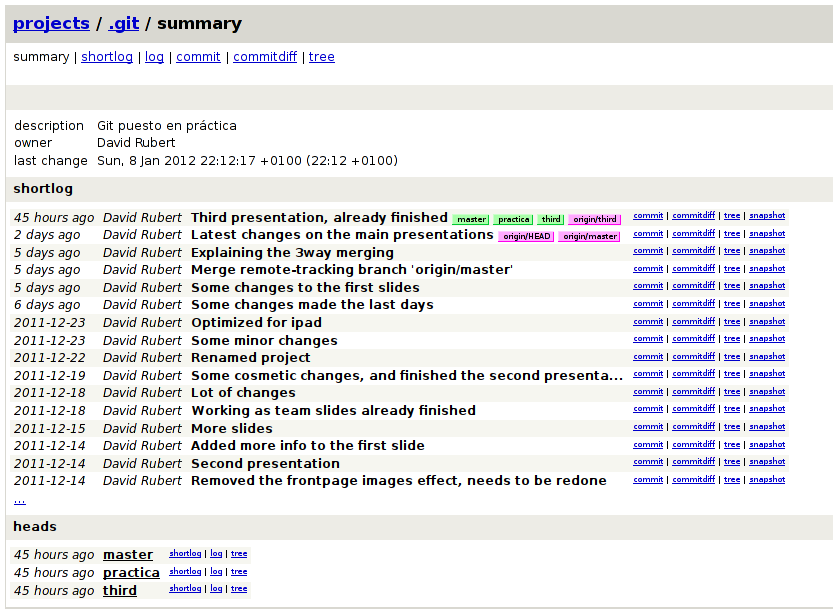 projects / .git / summary
summary | shortlog | log | commit | commitdiff | tree
description Git puesto en práctica
owner David Rubert
last change Sun, 8 Jan 2012 22:12:17 +0100 (22:12 +0100)
shortlog
45 hours ago David Rubert Third presentation, already finished master practica third origin/third commit | commitdiff | tree | snapshot
2 days ago David Rubert Latest changes on the main presentations origin/HEAD origin/master commit | commitdiff | tree | snapshot
5 days ago David Rubert Explaining the 3way merging commit | commitdiff | tree | snapshot
5 days ago David Rubert Merge remote-tracking branch 'origin/master' commit | commitdiff | tree | snapshot
5 days ago David Rubert Some changes to the first slides commit | commitdiff | tree | snapshot
6 days ago David Rubert Some changes made the last days commit | commitdiff | tree | snapshot
2011-12-23 David Rubert Optimized for ipad commit | commitdiff | tree | snapshot
2011-12-23 David Rubert Some minor changes commit | commitdiff | tree | snapshot
2011-12-22 David Rubert Renamed project commit | commitdiff | tree | snapshot
2011-12-19 David Rubert Some cosmetic changes, and finished the second presenta... commit | commitdiff | tree | snapshot
2011-12-18 David Rubert Lot of changes commit | commitdiff | tree | snapshot
2011-12-18 David Rubert Working as team slides already finished commit | commitdiff | tree | snapshot
2011-12-15 David Rubert More slides commit | commitdiff | tree | snapshot
2011-12-14 David Rubert Added more info to the first slide commit | commitdiff | tree | snapshot
2011-12-14 David Rubert Second presentation commit | commitdiff | tree | snapshot
2011-12-14 David Rubert Removed the frontpage images effect, needs to be redone commit | commitdiff | tree | snapshot
...
heads
45 hours ago master shortlog | log | tree
45 hours ago practica shortlog | log | tree
45 hours ago third shortlog | log | tree